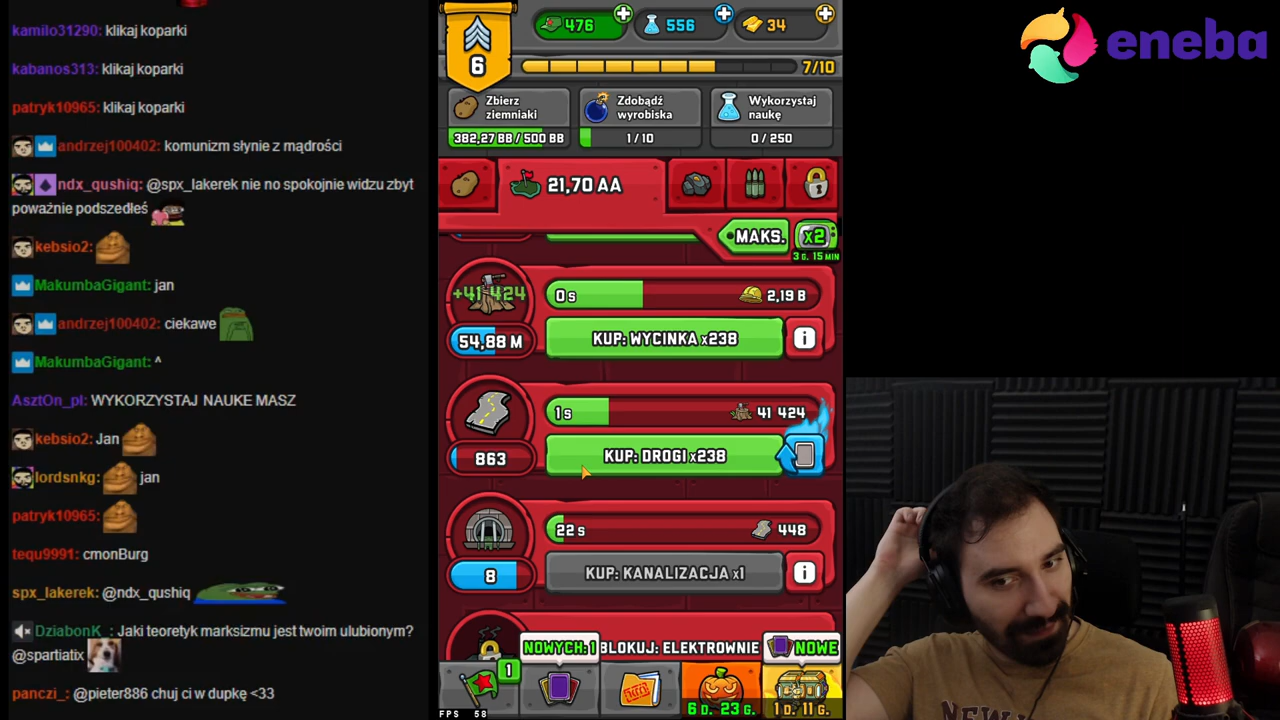 kamilo31290: klikaj koparki
kabanos313: klikaj koparki
patryk10965: klikaj koparki
andrzej100402: komunizm słynie z mądrości
ndx_qushiq: @spx_lakerek nie no spokojnie widzu zbyt
poważnie podszedłeś
kebsio2:
MakumbaGigant: jan
andrzej100402: ciekawe
MakumbaGigant: ^
AsztOn_pl: WYKORZYSTAJ NAUKE MASZ
kebsio2: Jan
lordsnkg: jan
patryk10965:
tequ9991: cmonBurg
spx_lakerek: @ndx_qushiq
DziabonK_: Jaki teoretyk marksizmu jest twoim ulubionym?
@spartiatix
panczi_: @pieter886 chuj ci w dupkę <33
6
476
556
34
7/10
Zbierz
ziemniaki
382,27 BB / 500 BB
Zdobądź
wyrobiska
1 / 10
Wykorzystaj
naukę
0 / 250
21,70 AA
MAKS.
x2
3 G. 15 MIN
+41 424
54,88 M
0 s
2,19 B
KUP: WYCINKA x238
i
863
1 s
41 424
KUP: DROGI x238
8
22 s
448
KUP: KANALIZACJA x1
i
NOWYCH: 1
BLOKUJ: ELEKTROWNIE
NOWE
1
6 D. 23 G.
1 D. 11 G.
FPS 58
eneba